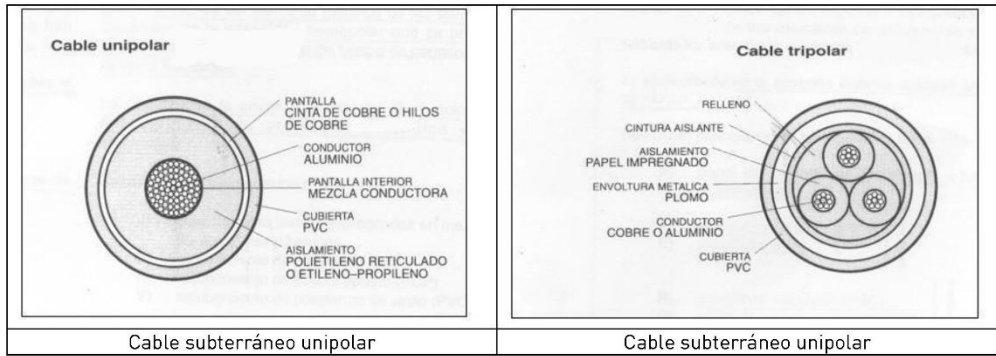 Cable unipolar
PANTALLA
CINTA DE COBRE O HILOS
DE COBRE
CONDUCTOR
ALUMINIO
PANTALLA INTERIOR
MEZCLA CONDUCTORA
CUBIERTA
PVC
AISLAMIENTO
POLIETILENO RETICULADO
O ETILENO-PROPILENO
Cable subterráneo unipolar
Cable tripolar
RELLENO
CINTURA AISLANTE
AISLAMIENTO
PAPEL IMPREGNADO
ENVOLTURA METALICA
PLOMO
CONDUCTOR
COBRE O ALUMINIO
CUBIERTA
PVC
Cable subterráneo unipolar